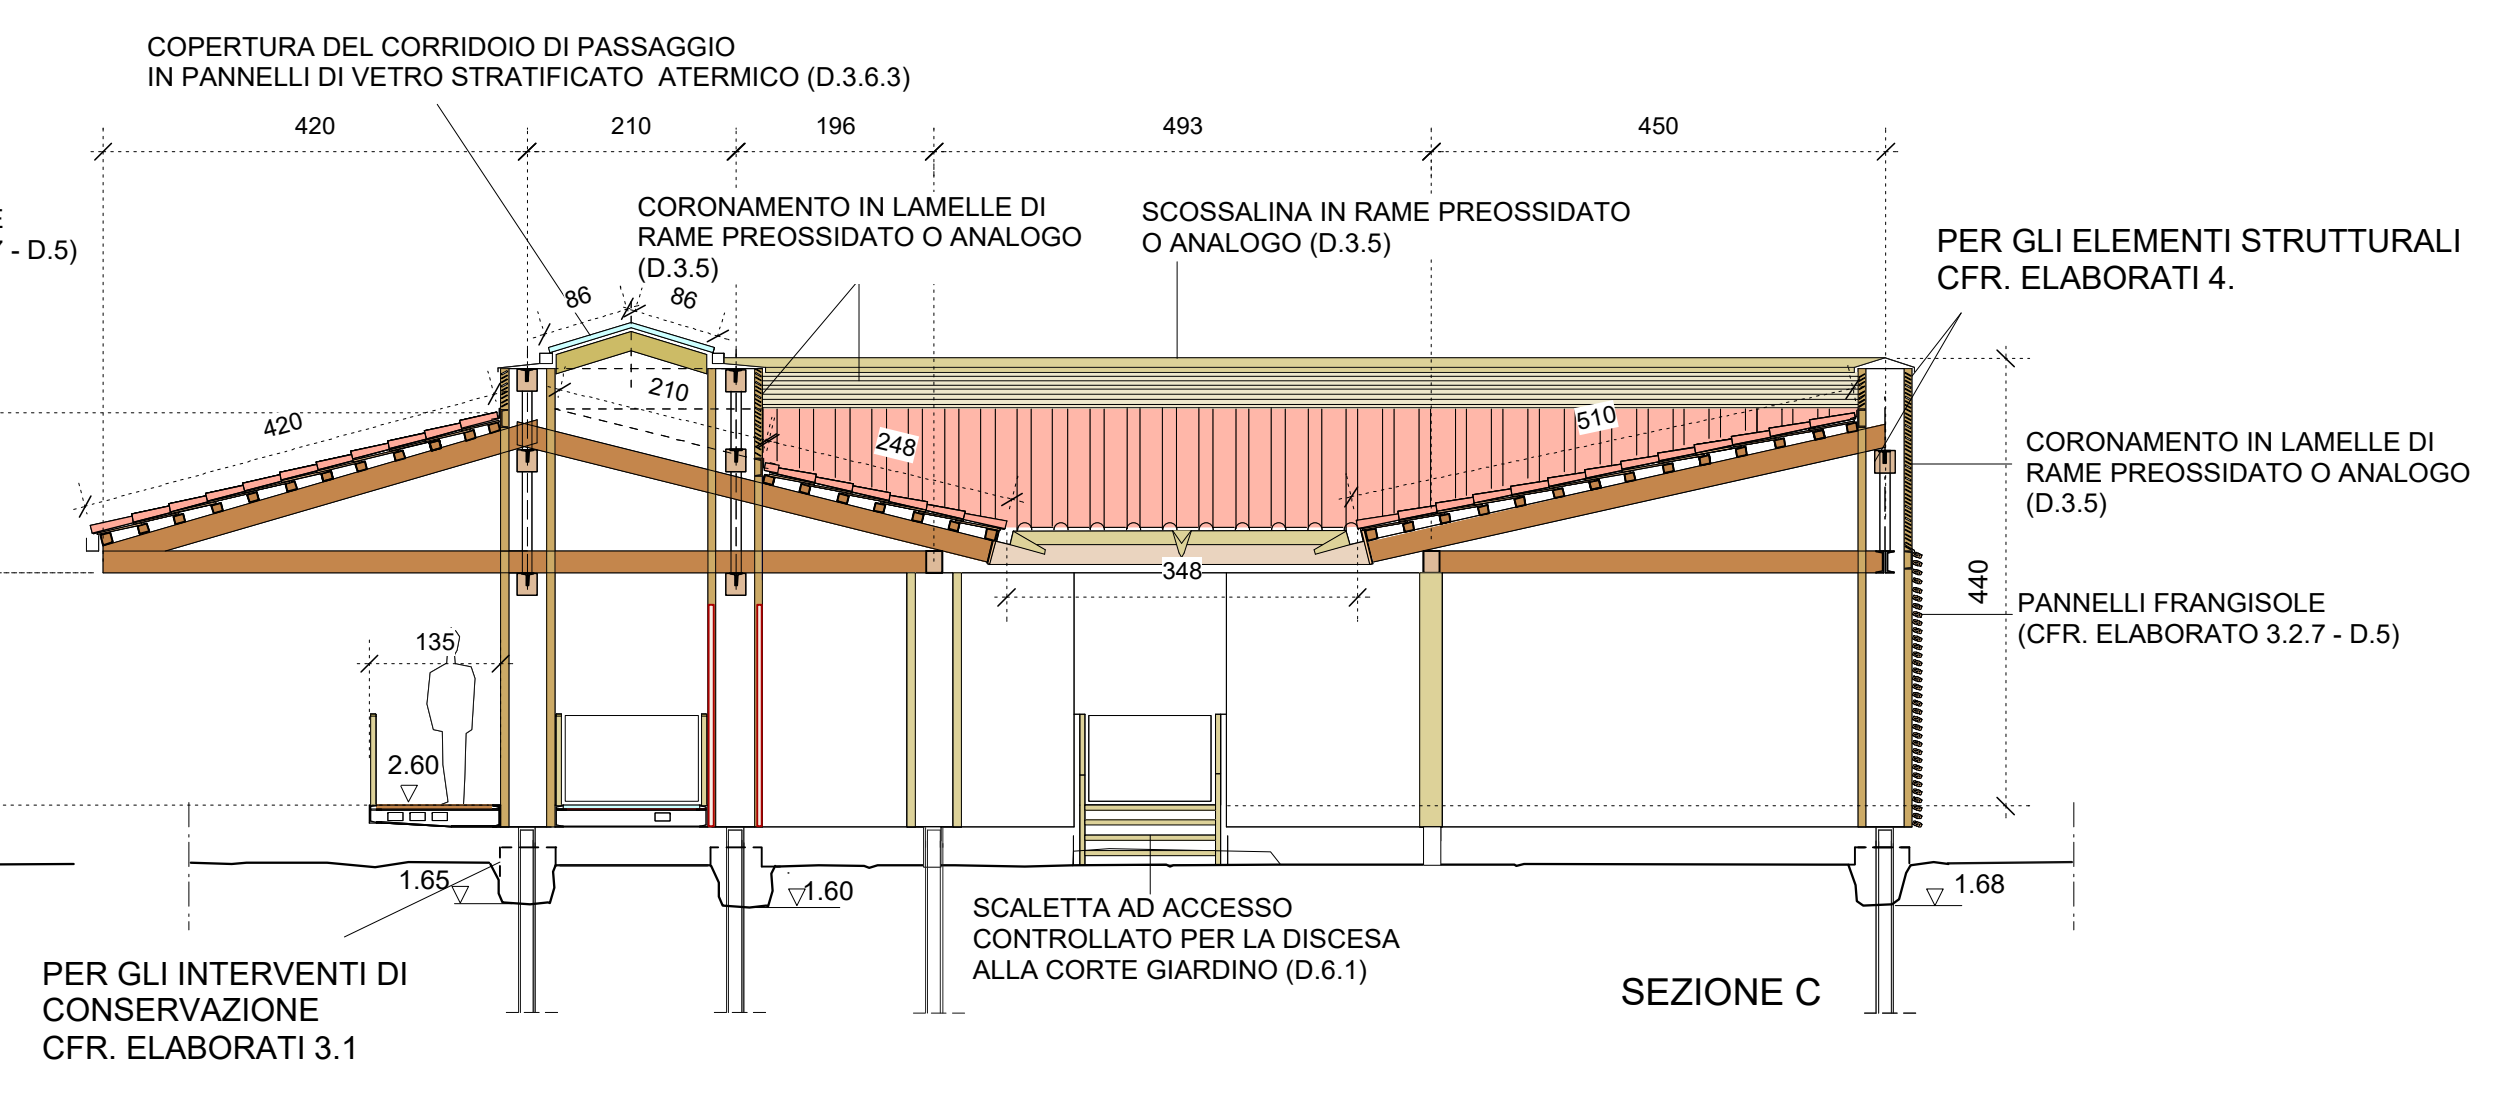 COPERTURA DEL CORRIDOIO DI PASSAGGIO
IN PANNELLI DI VETRO STRATIFICATO ATERMICO (D.3.6.3)
420
210
196
493
450
- D.5)
CORONAMENTO IN LAMELLE DI
RAME PREOSSIDATO O ANALOGO
(D.3.5)
SCOSSALINA IN RAME PREOSSIDATO
O ANALOGO (D.3.5)
PER GLI ELEMENTI STRUTTURALI
CFR. ELABORATI 4.
86
86
210
420
248
510
348
440
CORONAMENTO IN LAMELLE DI
RAME PREOSSIDATO O ANALOGO
(D.3.5)
PANNELLI FRANGISOLE
(CFR. ELABORATO 3.2.7 - D.5)
135
2.60
1.65
1.60
1.68
SCALETTA AD ACCESSO
CONTROLLATO PER LA DISCESA
ALLA CORTE GIARDINO (D.6.1)
PER GLI INTERVENTI DI
CONSERVAZIONE
CFR. ELABORATI 3.1
SEZIONE C